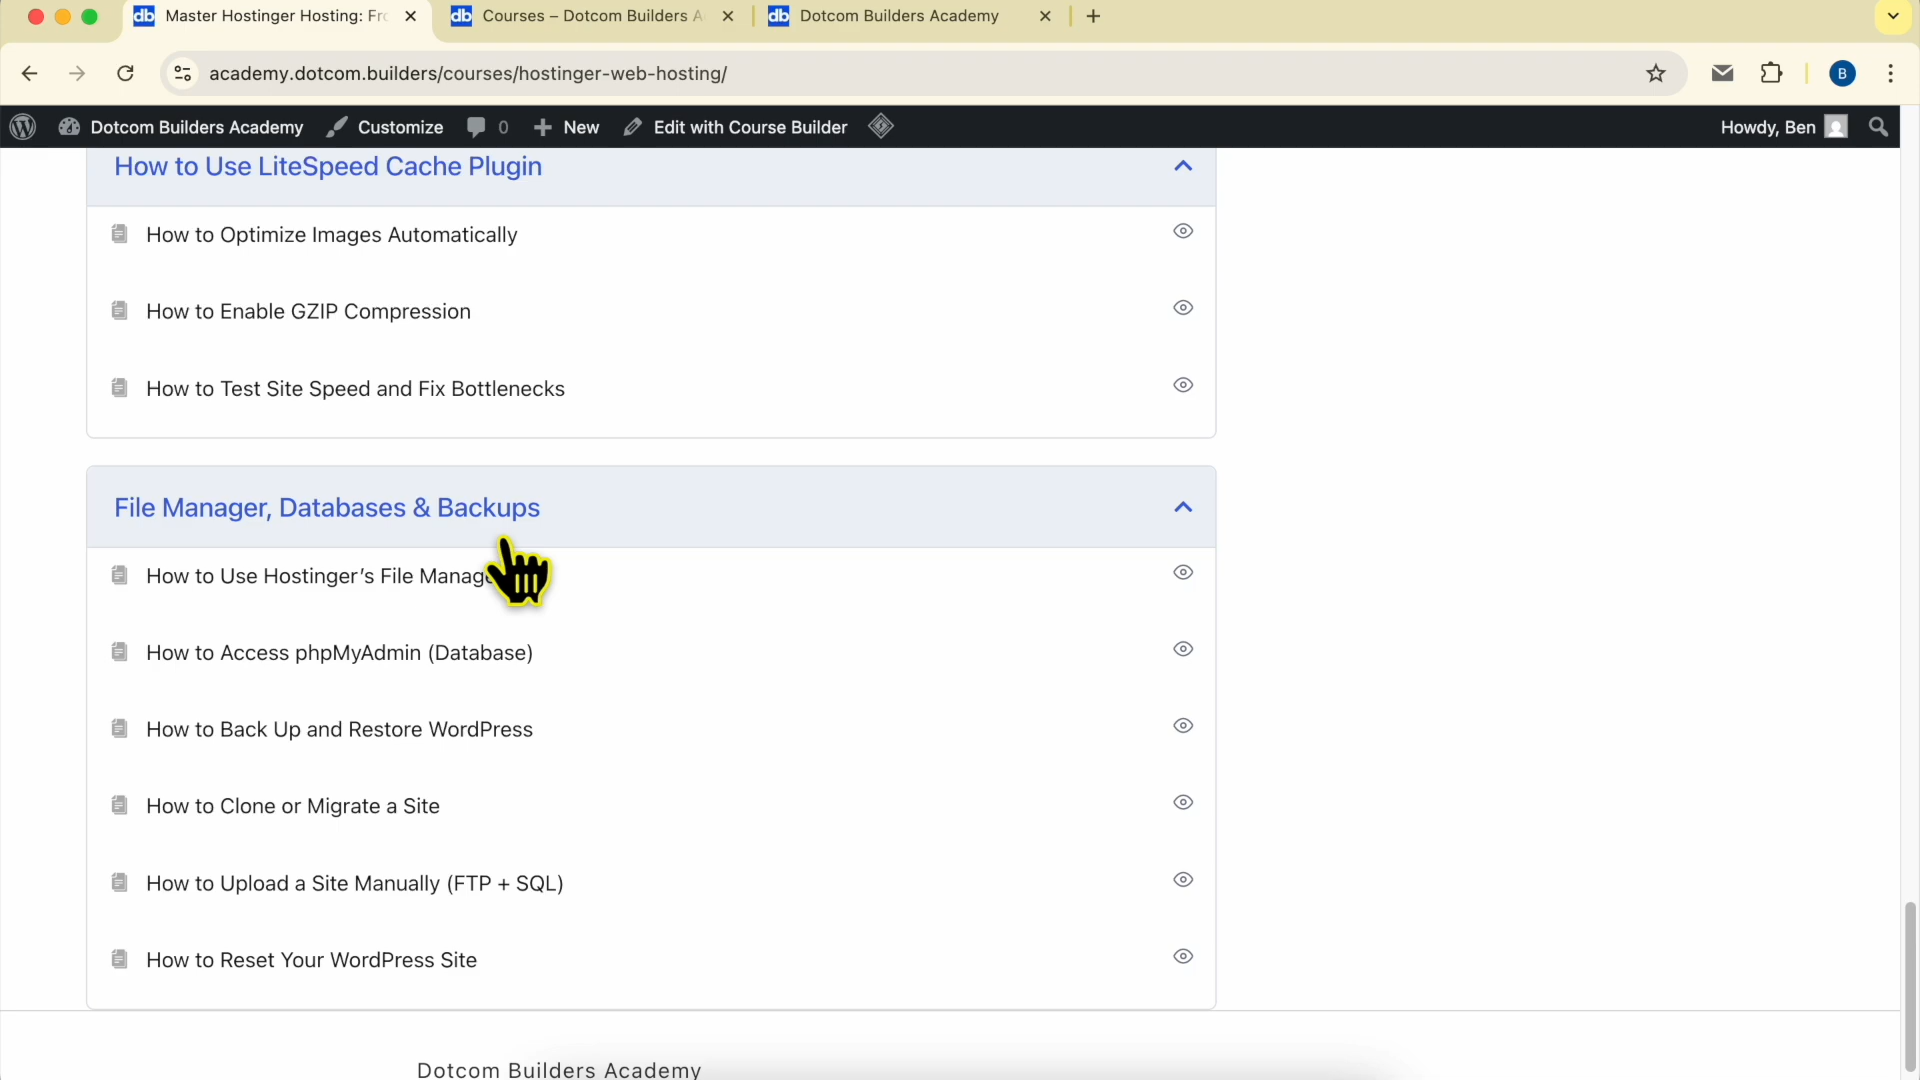 db Master Hostinger Hosting: Fro
db Courses – Dotcom Builders A
db Dotcom Builders Academy
academy.dotcom.builders/courses/hostinger-web-hosting/
B
Dotcom Builders Academy Customize 0 New Edit with Course Builder Howdy, Ben
How to Use LiteSpeed Cache Plugin
How to Optimize Images Automatically
How to Enable GZIP Compression
How to Test Site Speed and Fix Bottlenecks
File Manager, Databases & Backups
How to Use Hostinger’s File Manage
How to Access phpMyAdmin (Database)
How to Back Up and Restore WordPress
How to Clone or Migrate a Site
How to Upload a Site Manually (FTP + SQL)
How to Reset Your WordPress Site
Dotcom Builders Academy